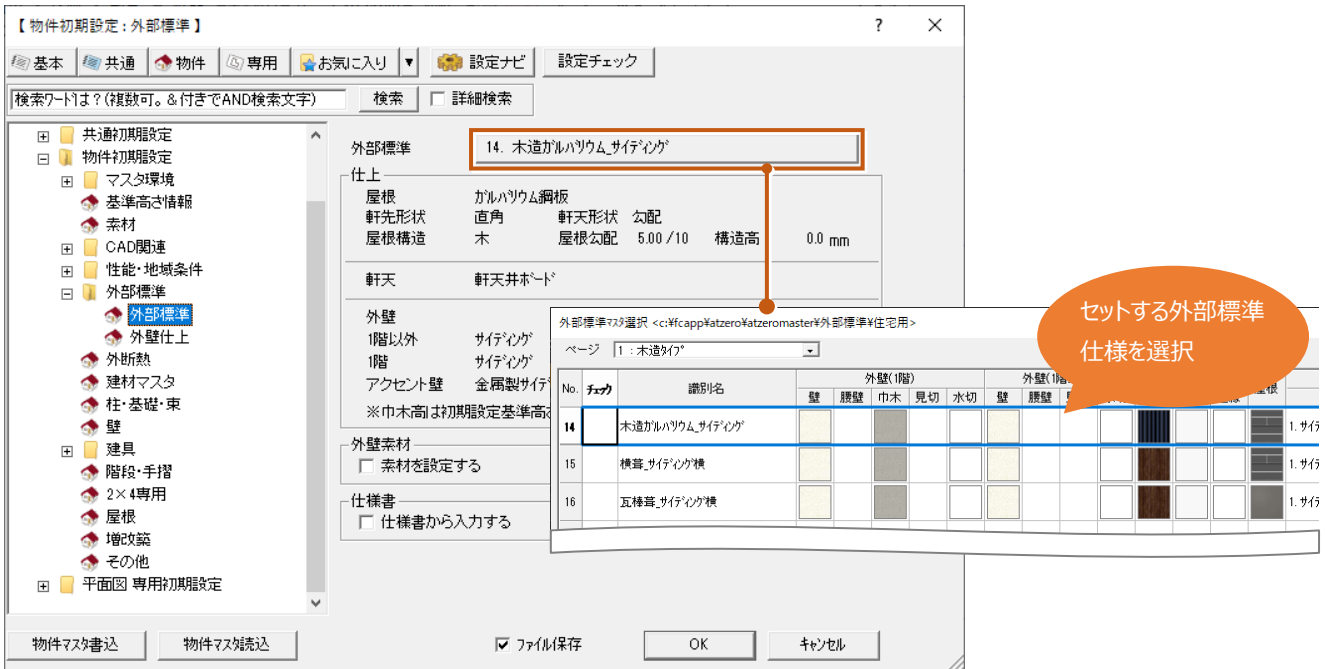 【 物件初期設定 : 外部標準 】
? ×
基本 共通 物件 専用 お気に入り ▼ 設定ナビ 設定チェック
検索ワードは？(複数可。＆付きでAND検索文字) 検索 詳細検索
共通初期設定
物件初期設定
マスタ環境
基準高さ情報
素材
CAD関連
性能・地域条件
外部標準
外部標準
外壁仕上
外断熱
建材マスタ
柱・基礎・束
壁
建具
階段・手摺
2×4専用
屋根
増改築
その他
平面図 専用初期設定
外部標準 14. 木造ｶﾞﾙﾊﾞﾘｳﾑ_ｻｲﾃﾞｨﾝｸﾞ
仕上
屋根 ｶﾞﾙﾊﾞﾘｳﾑ鋼板
軒先形状 直角 軒天形状 勾配
屋根構造 木 屋根勾配 5.00 /10 構造高 0.0 mm
軒天 軒天井ﾎﾞｰﾄﾞ
外壁
1階以外 ｻｲﾃﾞｨﾝｸﾞ
1階 ｻｲﾃﾞｨﾝｸﾞ
アクセント壁 金属製ｻｲﾃﾞ
※巾木高は初期設定基準高さ
外壁素材
素材を設定する
仕様書
仕様書から入力する
外部標準ﾏｽﾀ選択 <c:¥fcapp¥atzero¥atzeromaster¥外部標準¥住宅用>
ページ 1 : 木造ﾀｲﾌﾟ
No. ﾁｪｯｸ 識別名 外壁(1階) 外壁(1階
壁 腰壁 巾木 見切 水切 壁 腰壁
14 木造ｶﾞﾙﾊﾞﾘｳﾑ_ｻｲﾃﾞｨﾝｸﾞ 1. ｻｲﾃ
15 横葺_ｻｲﾃﾞｨﾝｸﾞ横 1. ｻｲﾃ
16 瓦棒葺_ｻｲﾃﾞｨﾝｸﾞ横 1. ｻｲﾃ
セットする外部標準
仕様を選択
物件マスタ書込 物件マスタ読込 ファイル保存 OK ｷｬﾝｾﾙ